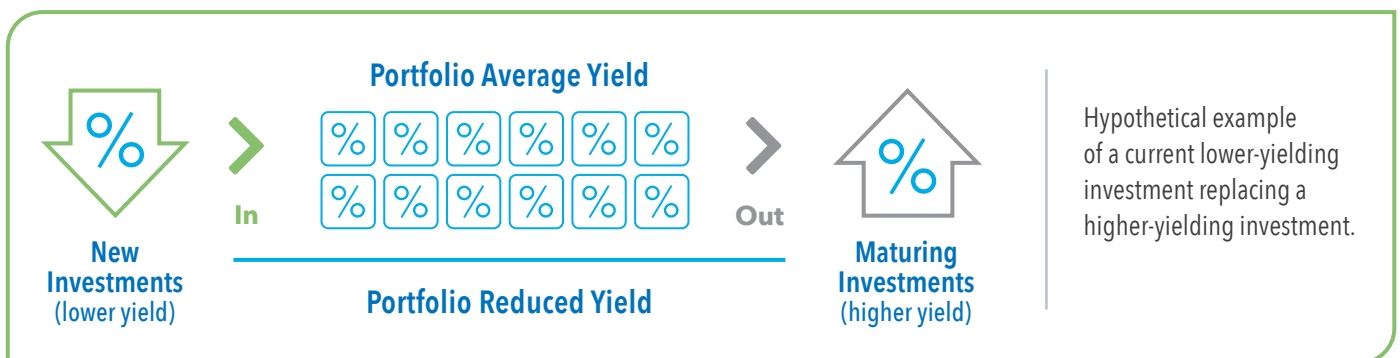 Portfolio Average Yield
%
% % % % % %
% % % % % %
In
Out
%
New
Investments
(lower yield)
Portfolio Reduced Yield
Maturing
Investments
(higher yield)
Hypothetical example
of a current lower-yielding
investment replacing a
higher-yielding investment.